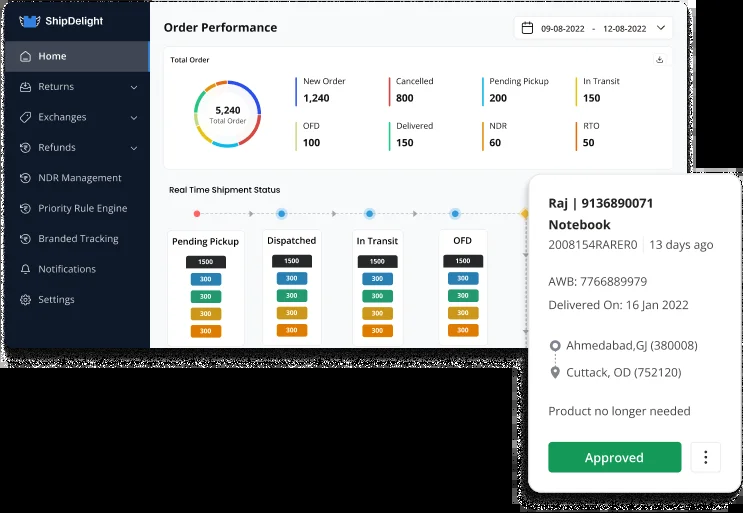 ShipDelight
Home
Returns
Exchanges
Refunds
NDR Management
Priority Rule Engine
Branded Tracking
Notifications
Settings
Order Performance
09-08-2022 - 12-08-2022
Total Order
5,240
Total Order
New Order
1,240
Cancelled
800
Pending Pickup
200
In Transit
150
OFD
100
Delivered
150
NDR
60
RTO
50
Real Time Shipment Status
Pending Pickup
1500
300
300
300
300
Dispatched
1500
300
300
300
300
In Transit
1500
300
300
300
300
OFD
1500
300
300
300
300
Raj | 9136890071
Notebook
2008154RARER0 | 13 days ago
AWB: 7766889979
Delivered On: 16 Jan 2022
Ahmedabad,GJ (380008)
Cuttack, OD (752120)
Product no longer needed
Approved